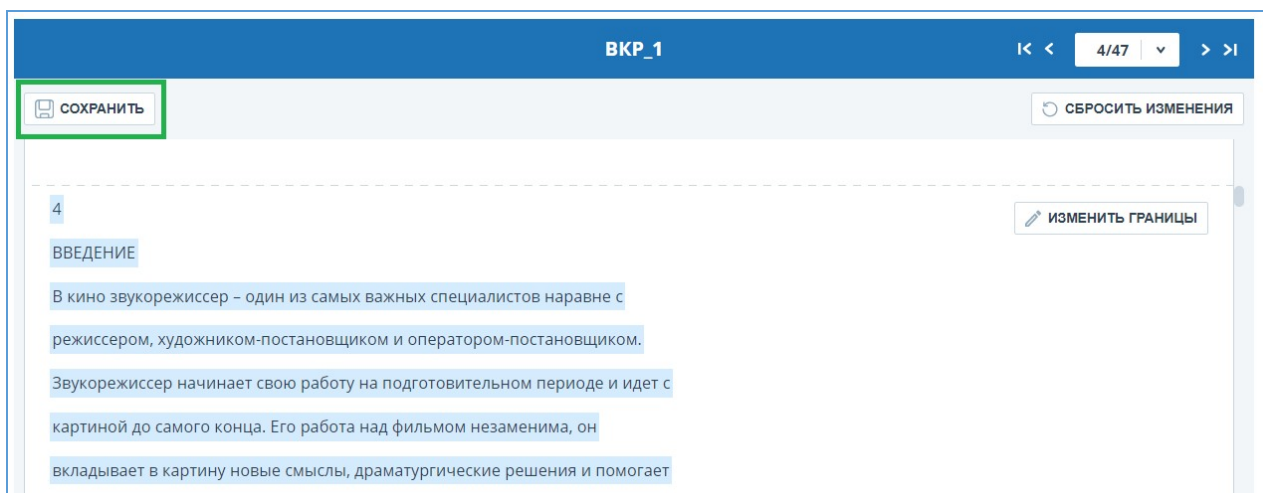 ВКР_1
4/47
СОХРАНИТЬ
СБРОСИТЬ ИЗМЕНЕНИЯ
4
ИЗМЕНИТЬ ГРАНИЦЫ
ВВЕДЕНИЕ
В кино звукорежиссер – один из самых важных специалистов наравне с
режиссером, художником-постановщиком и оператором-постановщиком.
Звукорежиссер начинает свою работу на подготовительном периоде и идет с
картиной до самого конца. Его работа над фильмом незаменима, он
вкладывает в картину новые смыслы, драматургические решения и помогает